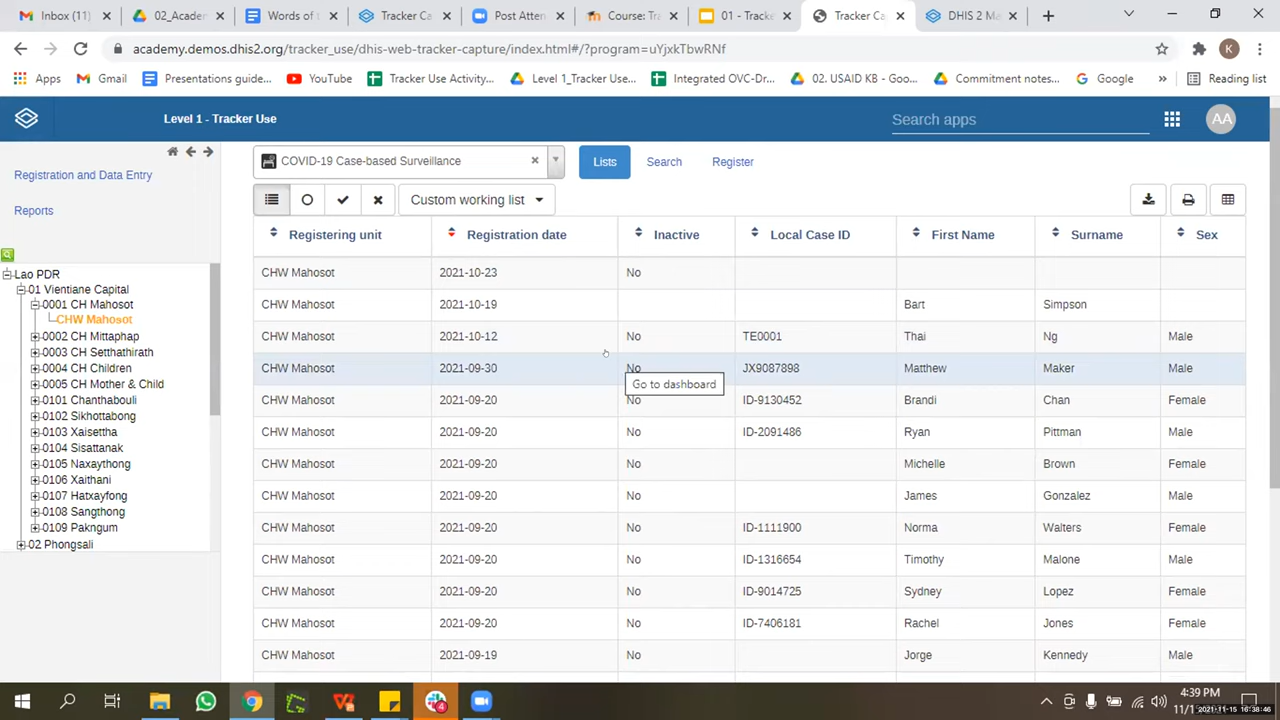 Inbox (11)
02_Acader
Words of t
Tracker Ca
Post Atten
Course: Tra
01 - Tracke
Tracker Ca
DHIS 2 Ma
academy.demos.dhis2.org/tracker_use/dhis-web-tracker-capture/index.html#/?program=uYjxkTbwRNf
K
Apps Gmail Presentations guide... YouTube Tracker Use Activity... Level 1_Tracker Use... Integrated OVC-Dr... 02. USAID KB - Goo... Commitment notes... Google » Reading list
Level 1 - Tracker Use
Search apps
AA
Registration and Data Entry
Reports
COVID-19 Case-based Surveillance
Lists Search Register
Custom working list
Lao PDR
01 Vientiane Capital
0001 CH Mahosot
CHW Mahosot
0002 CH Mittaphap
0003 CH Setthathirath
0004 CH Children
0005 CH Mother & Child
0101 Chanthabouli
0102 Sikhottabong
0103 Xaisettha
0104 Sisattanak
0105 Naxaythong
0106 Xaithani
0107 Hatxayfong
0108 Sangthong
0109 Pakngum
02 Phongsali
Registering unit Registration date Inactive Local Case ID First Name Surname Sex
CHW Mahosot 2021-10-23 No
CHW Mahosot 2021-10-19 Bart Simpson
CHW Mahosot 2021-10-12 No TE0001 Thai Ng Male
CHW Mahosot 2021-09-30 No JX9087898 Matthew Maker Male
Go to dashboard
CHW Mahosot 2021-09-20 No ID-9130452 Brandi Chan Female
CHW Mahosot 2021-09-20 No ID-2091486 Ryan Pittman Male
CHW Mahosot 2021-09-20 No Michelle Brown Female
CHW Mahosot 2021-09-20 No James Gonzalez Male
CHW Mahosot 2021-09-20 No ID-1111900 Norma Walters Female
CHW Mahosot 2021-09-20 No ID-1316654 Timothy Malone Male
CHW Mahosot 2021-09-20 No ID-9014725 Sydney Lopez Female
CHW Mahosot 2021-09-20 No ID-7406181 Rachel Jones Female
CHW Mahosot 2021-09-19 No Jorge Kennedy Male
4
4:39 PM
2021-11-15 16:38:46